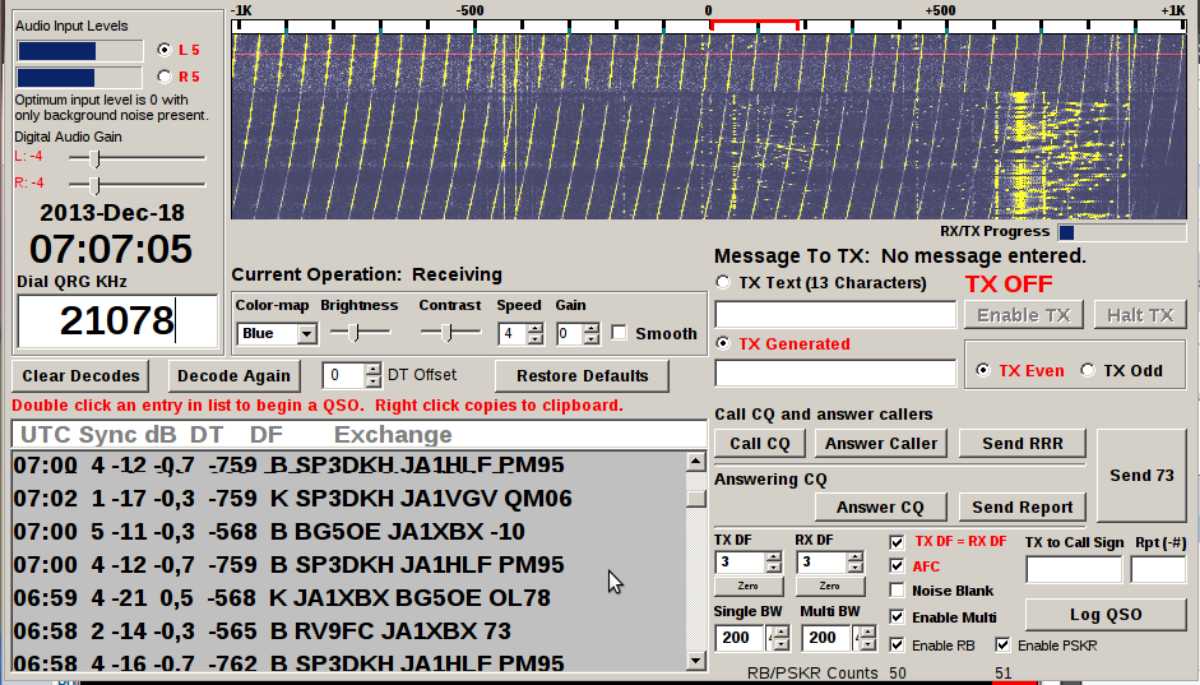 -1K -500 0 +500 +1K
Audio Input Levels
L 5
R 5
Optimum input level is 0 with
only background noise present.
Digital Audio Gain
L: -4
R: -4
2013-Dec-18
07:07:05
Dial QRG KHz
21078
RX/TX Progress
Current Operation: Receiving
Color-map Brightness Contrast Speed Gain
Blue 4 0 Smooth
Message To TX: No message entered.
TX Text (13 Characters)
TX OFF
Enable TX Halt TX
TX Generated
TX Even TX Odd
Clear Decodes Decode Again 0 DT Offset Restore Defaults
Double click an entry in list to begin a QSO. Right click copies to clipboard.
UTC Sync dB DT DF Exchange
07:00 4 -12 -0,7 -759 B SP3DKH JA1HLF PM95
07:02 1 -17 -0,3 -759 K SP3DKH JA1VGV QM06
07:00 5 -11 -0,3 -568 B BG5OE JA1XBX -10
07:00 4 -12 -0,7 -759 B SP3DKH JA1HLF PM95
06:59 4 -21 0,5 -568 K JA1XBX BG5OE OL78
06:58 2 -14 -0,3 -565 B RV9FC JA1XBX 73
06:58 4 -16 -0,7 -762 B SP3DKH JA1HLF PM95
Call CQ and answer callers
Call CQ Answer Caller Send RRR
Send 73
Answering CQ
Answer CQ Send Report
TX DF RX DF
3 3
Zero Zero
Single BW Multi BW
200 200
TX DF = RX DF
AFC
Noise Blank
Enable Multi
Enable RB Enable PSKR
TX to Call Sign Rpt (-#)
Log QSO
RB/PSKR Counts 50 51